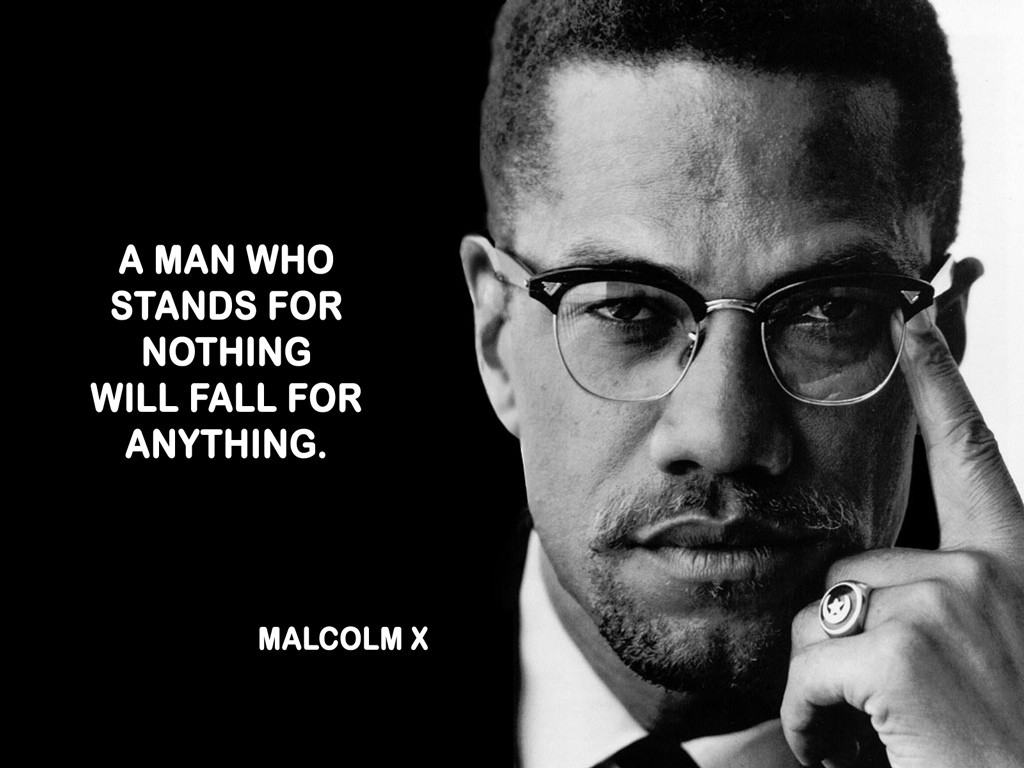 A MAN WHO
STANDS FOR
NOTHING
WILL FALL FOR
ANYTHING.
MALCOLM X